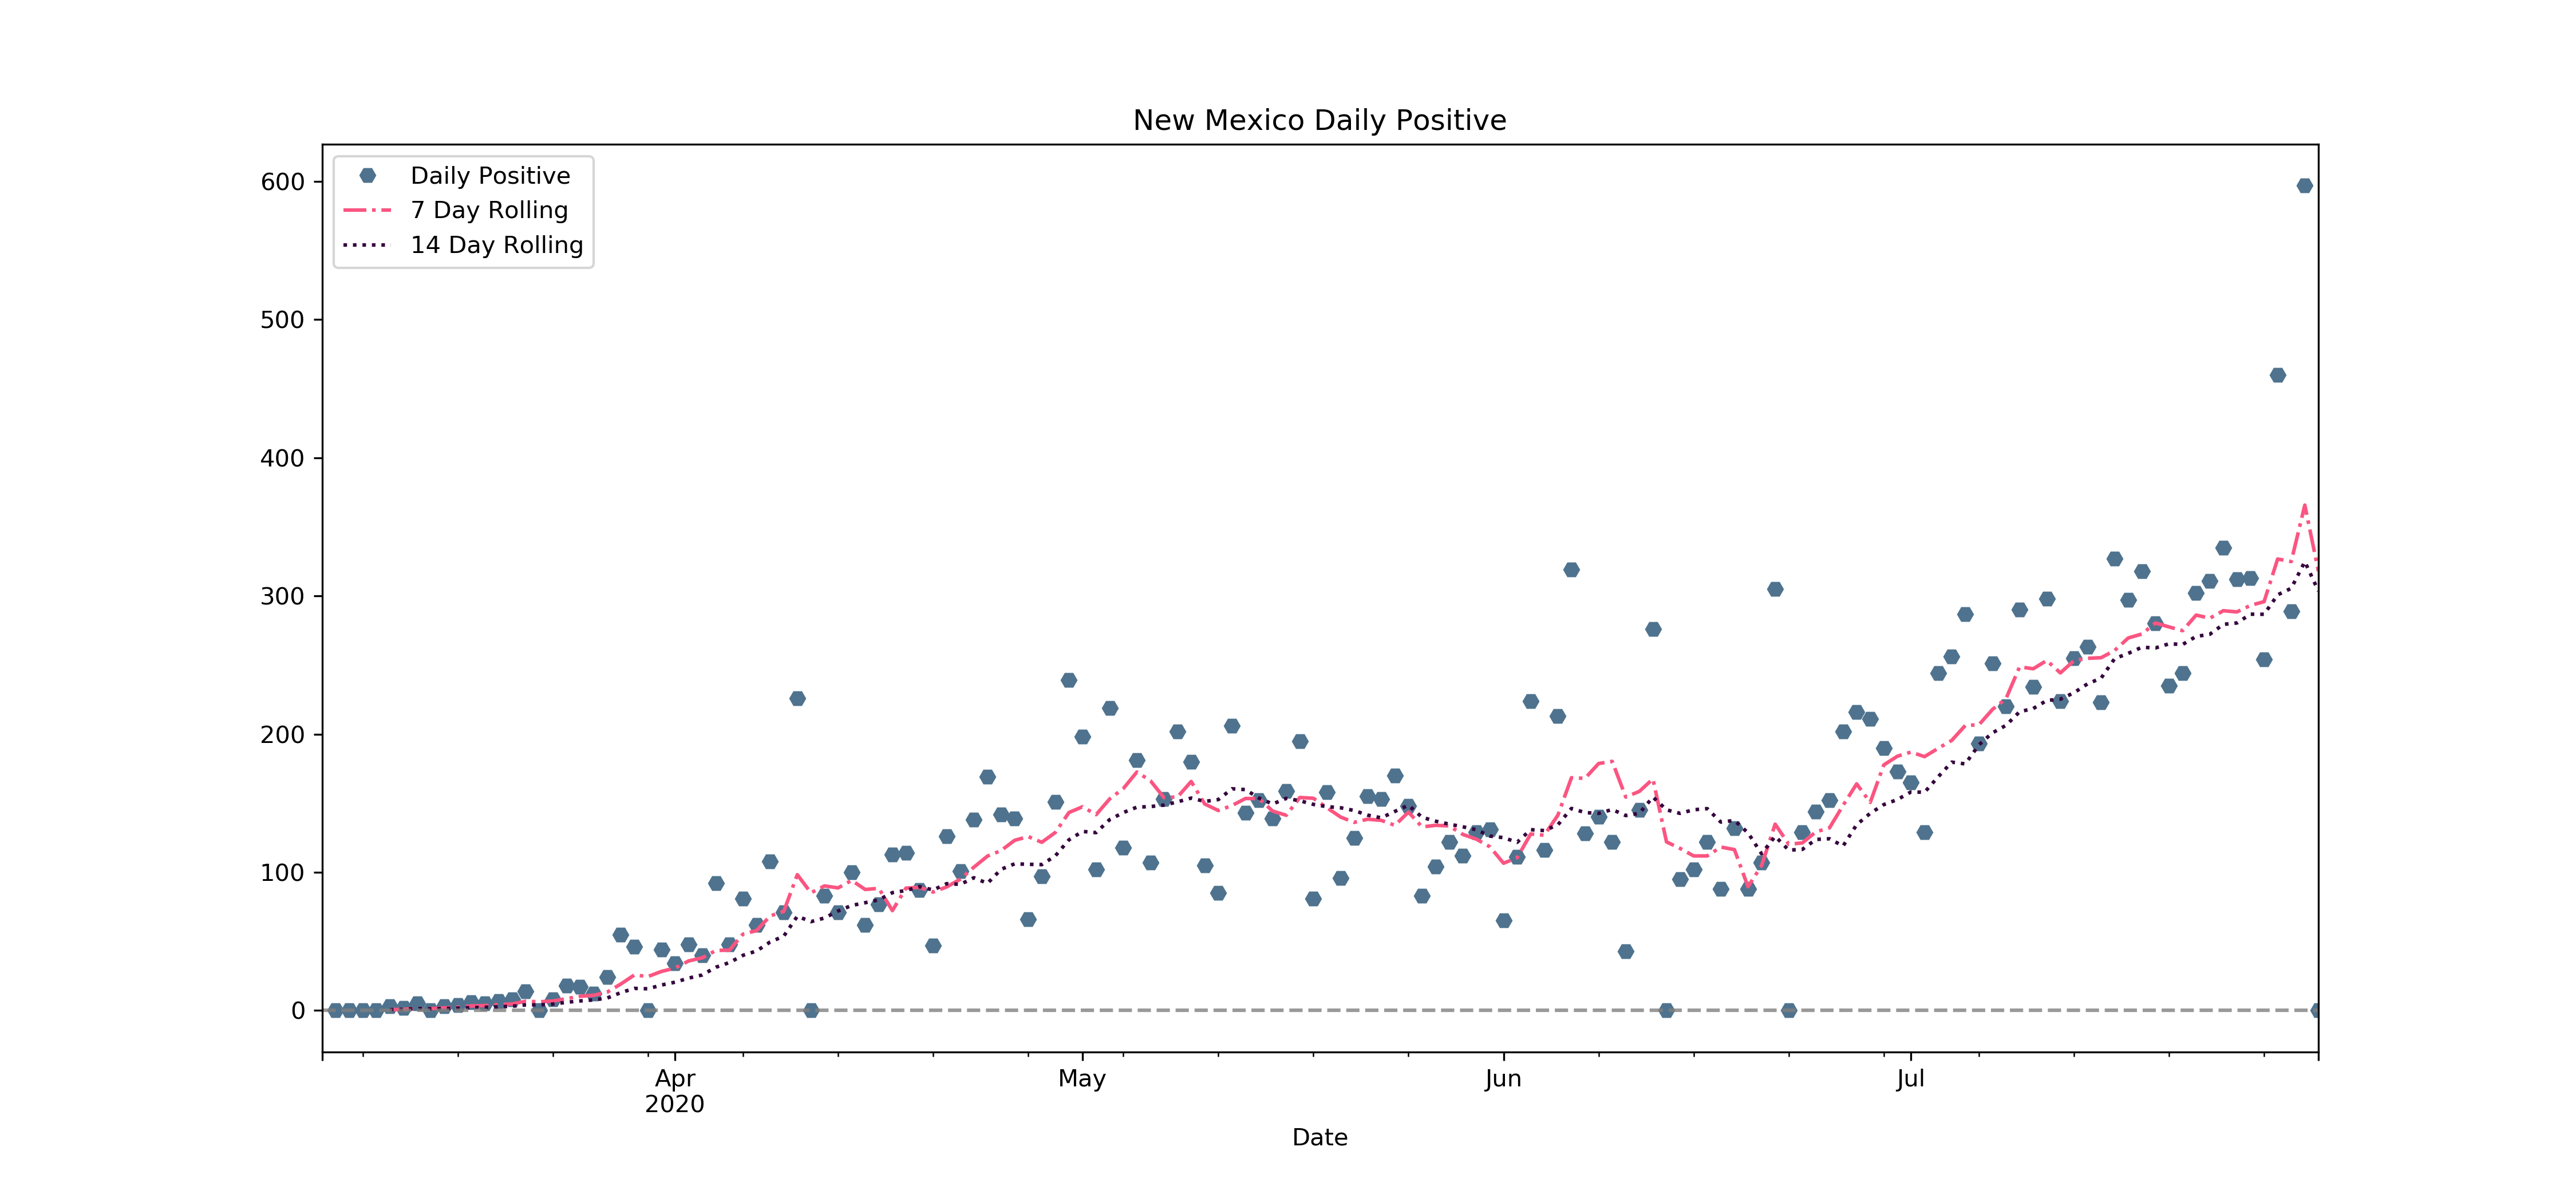 New Mexico Daily Positive
Daily Positive
7 Day Rolling
14 Day Rolling
600
500
400
300
200
100
0
Apr
2020
May
Jun
Jul
Date